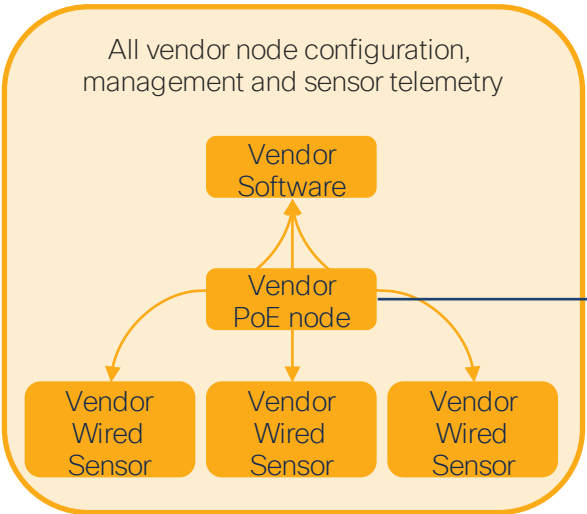 All vendor node configuration,
management and sensor telemetry
Vendor
Software
Vendor
PoE node
Vendor
Wired
Sensor
Vendor
Wired
Sensor
Vendor
Wired
Sensor